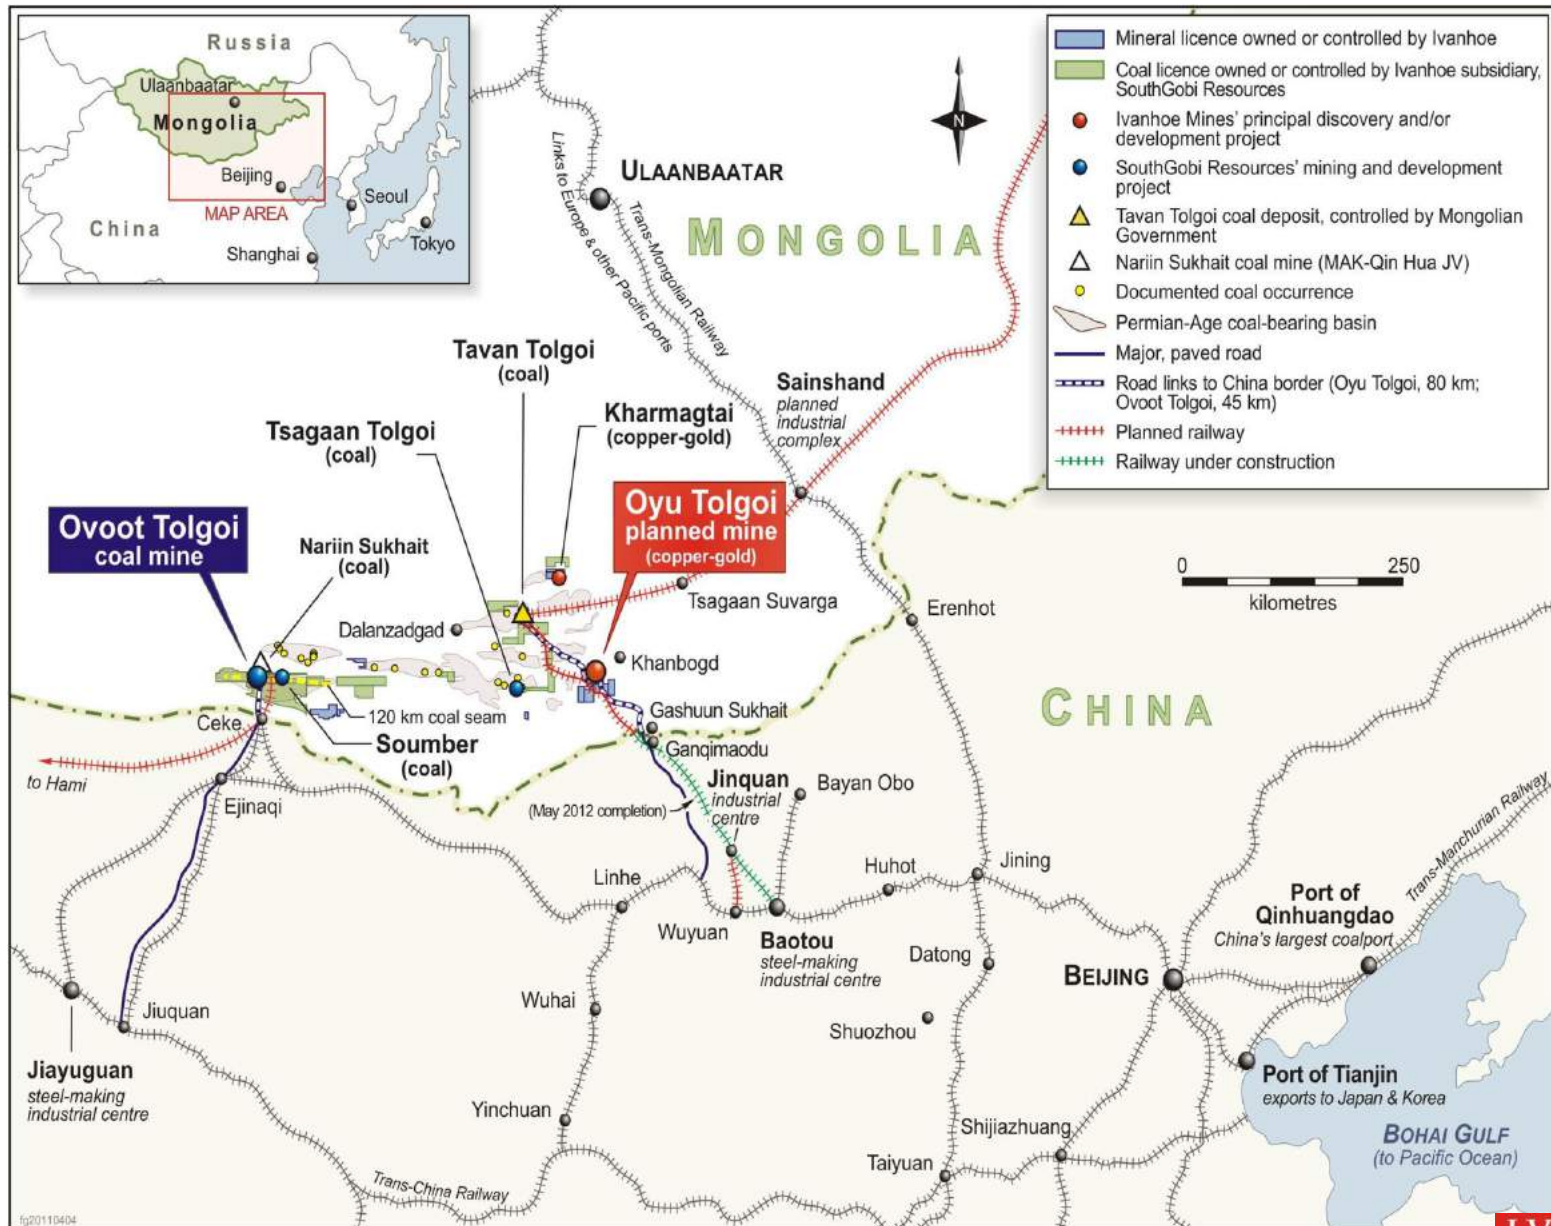 Russia
Ulaanbaatar
Mongolia
Beijing
MAP AREA
Seoul
China
Tokyo
Shanghai
Mineral licence owned or controlled by Ivanhoe
Coal licence owned or controlled by Ivanhoe subsidiary,
SouthGobi Resources
Ivanhoe Mines' principal discovery and/or
development project
SouthGobi Resources' mining and development
project
Tavan Tolgoi coal deposit, controlled by Mongolian
Government
Nariin Sukhait coal mine (MAK-Qin Hua JV)
Documented coal occurrence
Permian-Age coal-bearing basin
Major, paved road
Road links to China border (Oyu Tolgoi, 80 km;
Ovoot Tolgoi, 45 km)
Planned railway
Railway under construction
N
ULAANBAATAR
MONGOLIA
Links to Europe & other Pacific ports
Trans-Mongolian Railway
Tavan Tolgoi
(coal)
Sainshand
planned
industrial
complex
Kharmagtai
(copper-gold)
Tsagaan Tolgoi
(coal)
Oyu Tolgoi
planned mine
(copper-gold)
Ovoot Tolgoi
coal mine
Nariin Sukhait
(coal)
0 250
kilometres
Tsagaan Suvarga
Erenhot
Dalanzadgad
Khanbogd
CHINA
120 km coal seam
Gashuun Sukhait
Ceke
Soumber
(coal)
Ganqimaodu
to Hami
Jinquan
industrial
centre
Bayan Obo
Ejinaqi
(May 2012 completion)
Trans-Manchurian Railway
Linhe
Huhot
Jining
Port of
Qinhuangdao
China's largest coalport
Wuyuan
Baotou
steel-making
industrial centre
Datong
BEIJING
Wuhai
Jiuquan
Shuozhou
Jiayuguan
steel-making
industrial centre
Port of Tianjin
exports to Japan & Korea
Yinchuan
Shijiazhuang
BOHAI GULF
(to Pacific Ocean)
Taiyuan
Trans-China Railway
fg20110404